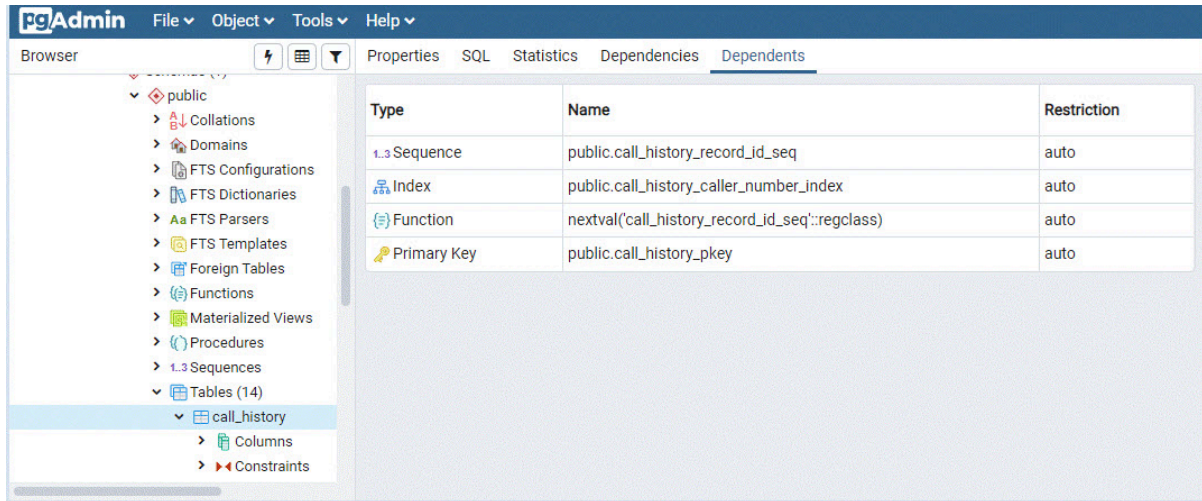 pgAdmin File Object Tools Help
Browser
Properties SQL Statistics Dependencies Dependents
public
Collations
Domains
FTS Configurations
FTS Dictionaries
Aa FTS Parsers
FTS Templates
Foreign Tables
Functions
Materialized Views
Procedures
1..3 Sequences
Tables (14)
call_history
Columns
Constraints
Type Name Restriction
1..3 Sequence public.call_history_record_id_seq auto
Index public.call_history_caller_number_index auto
Function nextval('call_history_record_id_seq'::regclass) auto
Primary Key public.call_history_pkey auto